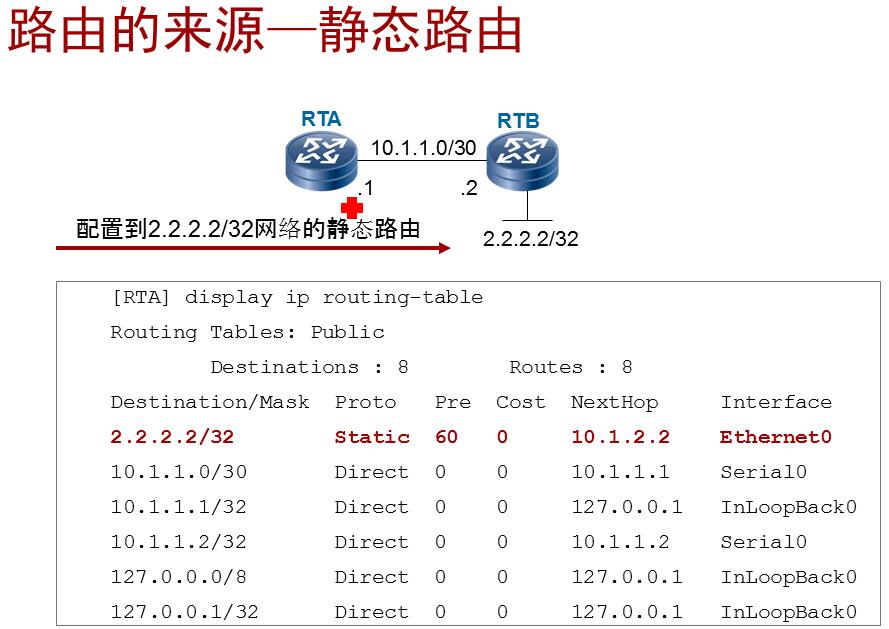 路由的来源—静态路由
RTA
RTB
10.1.1.0/30
.1
.2
配置到2.2.2.2/32网络的静态路由
2.2.2.2/32
[RTA] display ip routing-table
Routing Tables: Public
Destinations : 8 Routes : 8
Destination/Mask Proto Pre Cost NextHop Interface
2.2.2.2/32 Static 60 0 10.1.2.2 Ethernet0
10.1.1.0/30 Direct 0 0 10.1.1.1 Serial0
10.1.1.1/32 Direct 0 0 127.0.0.1 InLoopBack0
10.1.1.2/32 Direct 0 0 10.1.1.2 Serial0
127.0.0.0/8 Direct 0 0 127.0.0.1 InLoopBack0
127.0.0.1/32 Direct 0 0 127.0.0.1 InLoopBack0